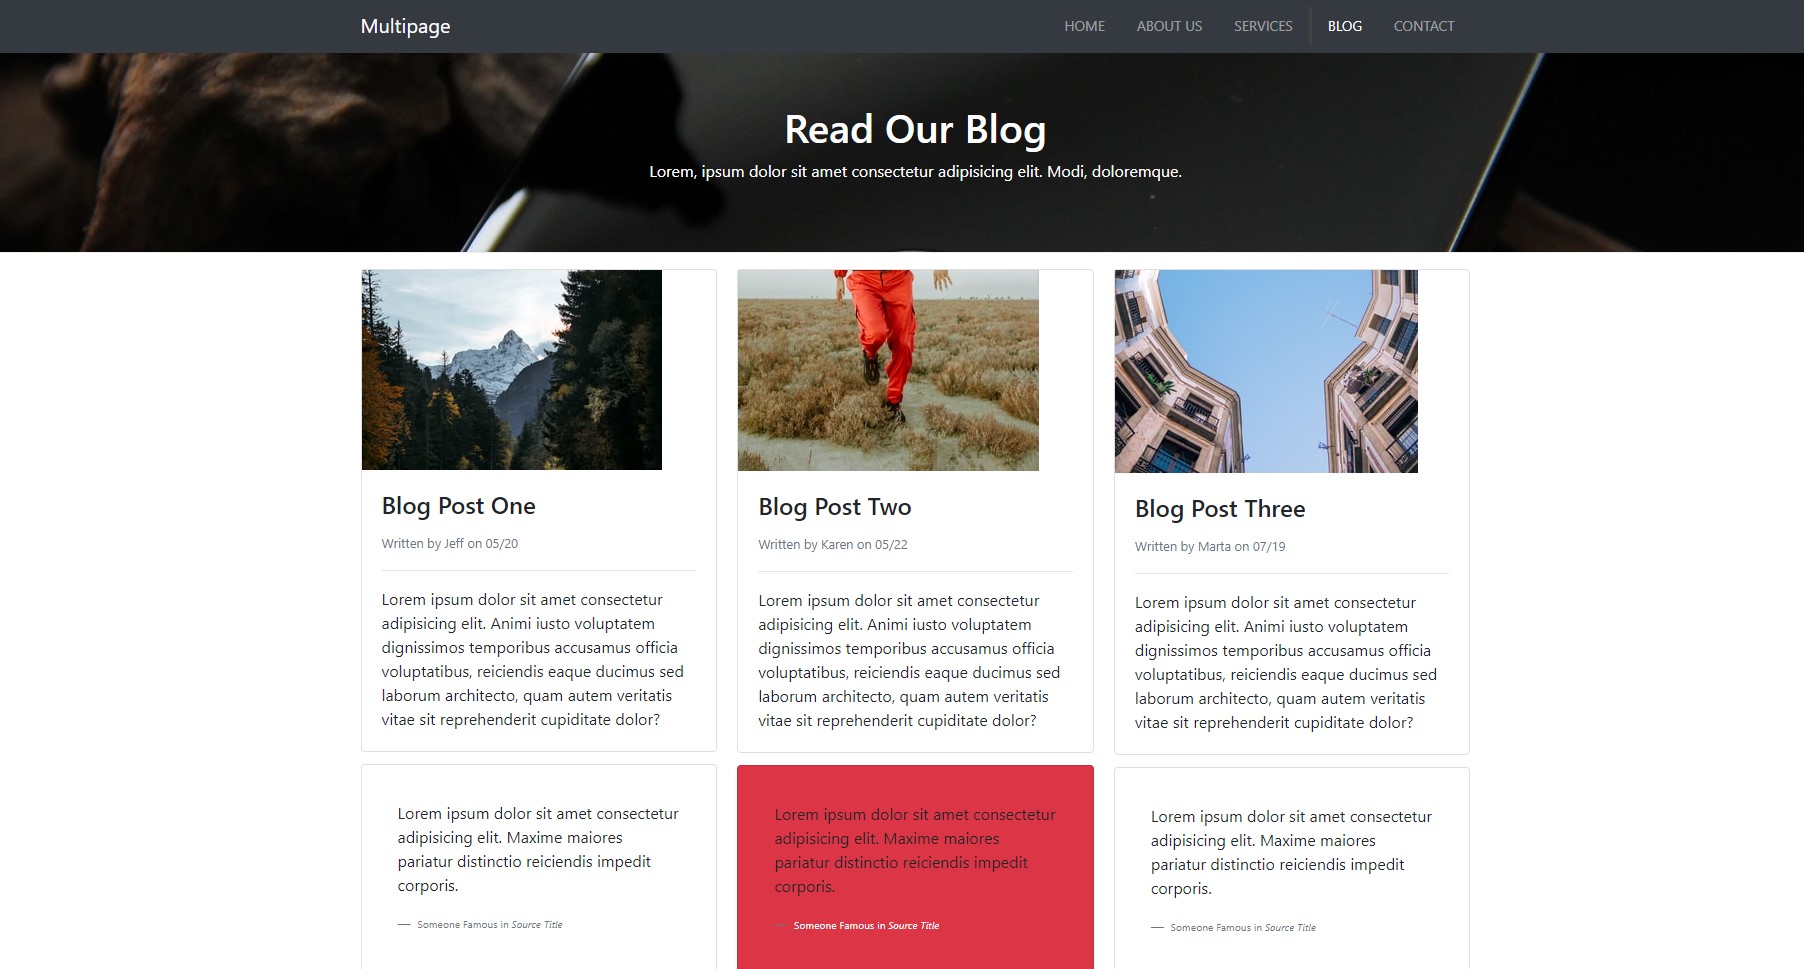 Multipage
HOME ABOUT US SERVICES BLOG CONTACT
Read Our Blog
Lorem, ipsum dolor sit amet consectetur adipisicing elit. Modi, doloremque.
Blog Post One
Written by Jeff on 05/20
Lorem ipsum dolor sit amet consectetur
adipisicing elit. Animi iusto voluptatem
dignissimos temporibus accusamus officia
voluptatibus, reiciendis eaque ducimus sed
laborum architecto, quam autem veritatis
vitae sit reprehenderit cupiditate dolor?
Lorem ipsum dolor sit amet consectetur
adipisicing elit. Maxime maiores
pariatur distinctio reiciendis impedit
corporis.
— Someone Famous in Source Title
Blog Post Two
Written by Karen on 05/22
Lorem ipsum dolor sit amet consectetur
adipisicing elit. Animi iusto voluptatem
dignissimos temporibus accusamus officia
voluptatibus, reiciendis eaque ducimus sed
laborum architecto, quam autem veritatis
vitae sit reprehenderit cupiditate dolor?
Lorem ipsum dolor sit amet consectetur
adipisicing elit. Maxime maiores
pariatur distinctio reiciendis impedit
corporis.
— Someone Famous in Source Title
Blog Post Three
Written by Marta on 07/19
Lorem ipsum dolor sit amet consectetur
adipisicing elit. Animi iusto voluptatem
dignissimos temporibus accusamus officia
voluptatibus, reiciendis eaque ducimus sed
laborum architecto, quam autem veritatis
vitae sit reprehenderit cupiditate dolor?
Lorem ipsum dolor sit amet consectetur
adipisicing elit. Maxime maiores
pariatur distinctio reiciendis impedit
corporis.
— Someone Famous in Source Title